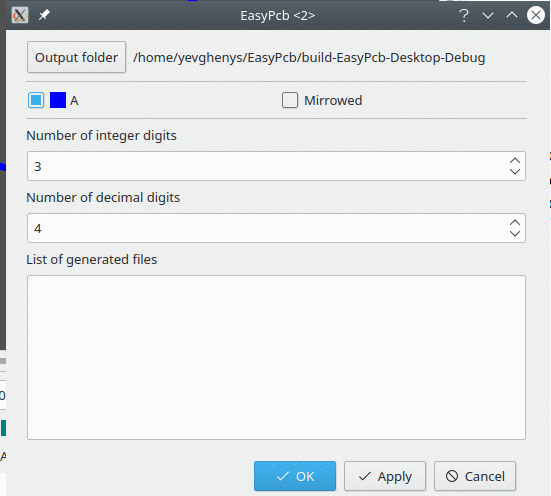 EasyPcb <2>
Output folder /home/yevghenys/EasyPcb/build-EasyPcb-Desktop-Debug
A Mirrowed
Number of integer digits
3
Number of decimal digits
4
List of generated files
0
A
OK Apply Cancel